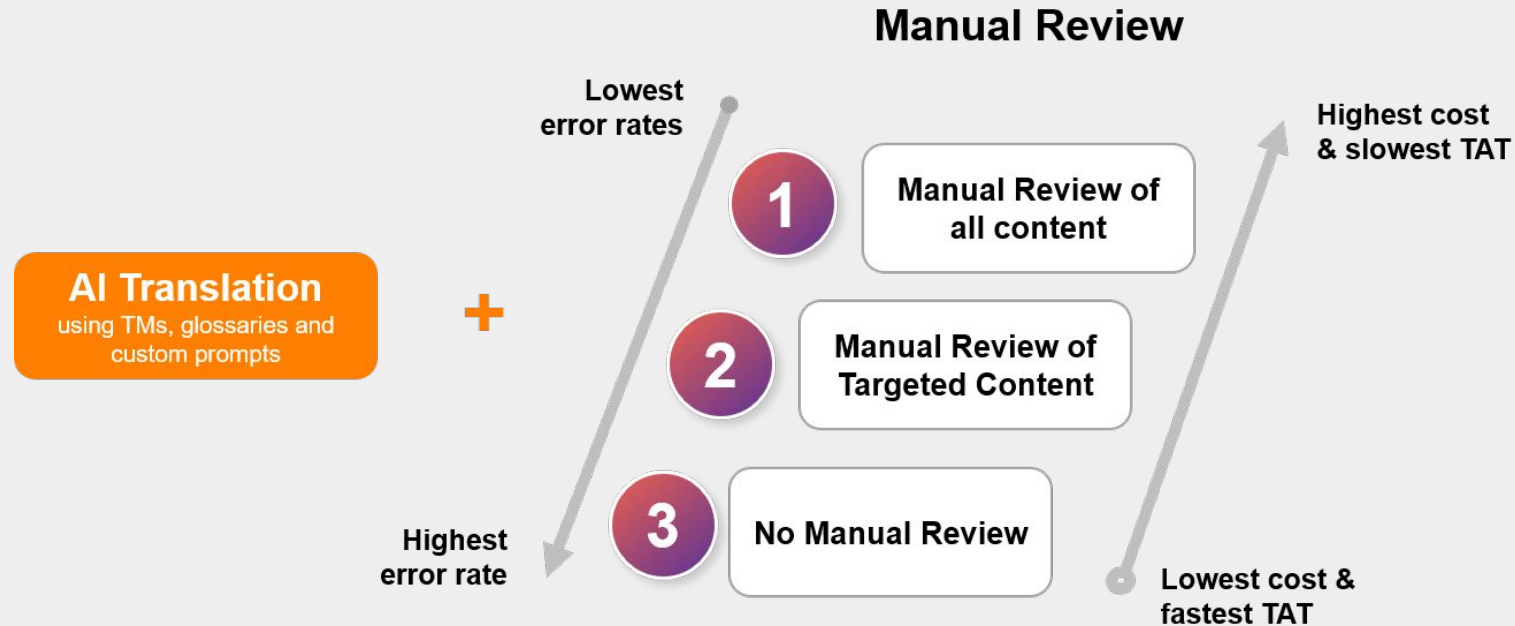 Manual Review
Lowest
error rates
Highest cost
& slowest TAT
1
Manual Review of
all content
AI Translation
using TMs, glossaries and
custom prompts
+
2
Manual Review of
Targeted Content
3
No Manual Review
Highest
error rate
Lowest cost &
fastest TAT